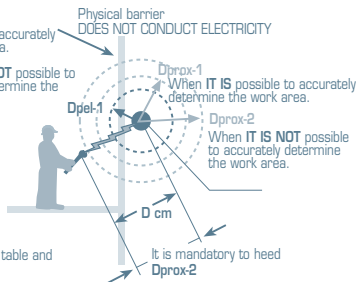 Physical barrier
DOES NOT CONDUCT ELECTRICITY
accurately
a.
OT possible to
ermine the
Dprox-1
When IT IS possible to accurately
determine the work area.
Dpel-1
Dprox-2
When IT IS NOT possible
to accurately determine
the work area.
D cm
table and
It is mandatory to heed
Dprox-2